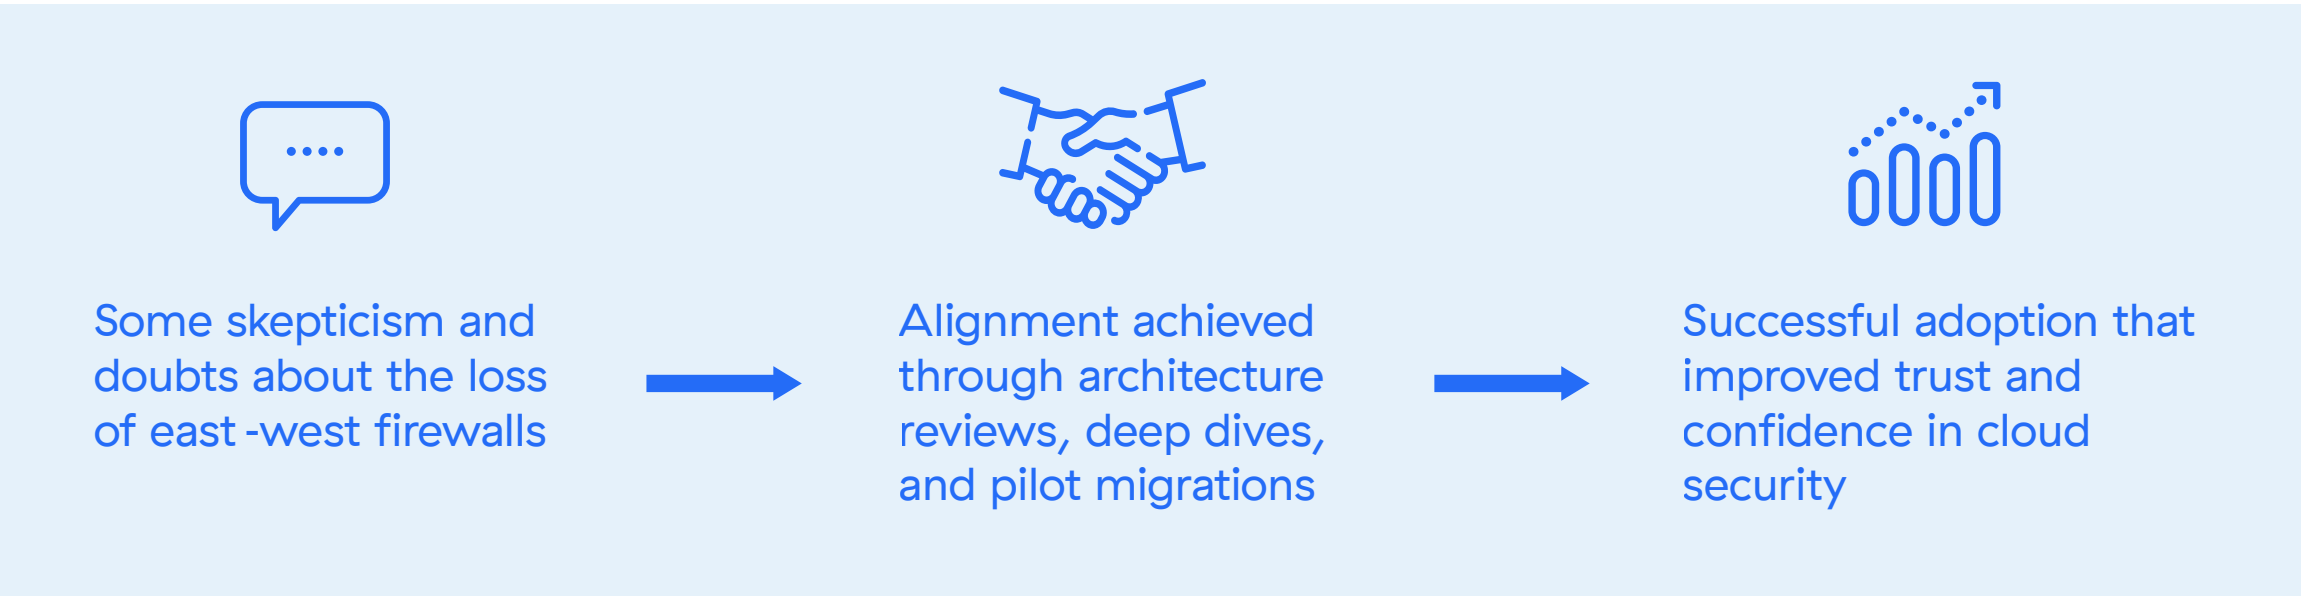 Some skepticism and
doubts about the loss
of east -west firewalls
Alignment achieved
through architecture
reviews, deep dives,
and pilot migrations
Successful adoption that
improved trust and
confidence in cloud
security